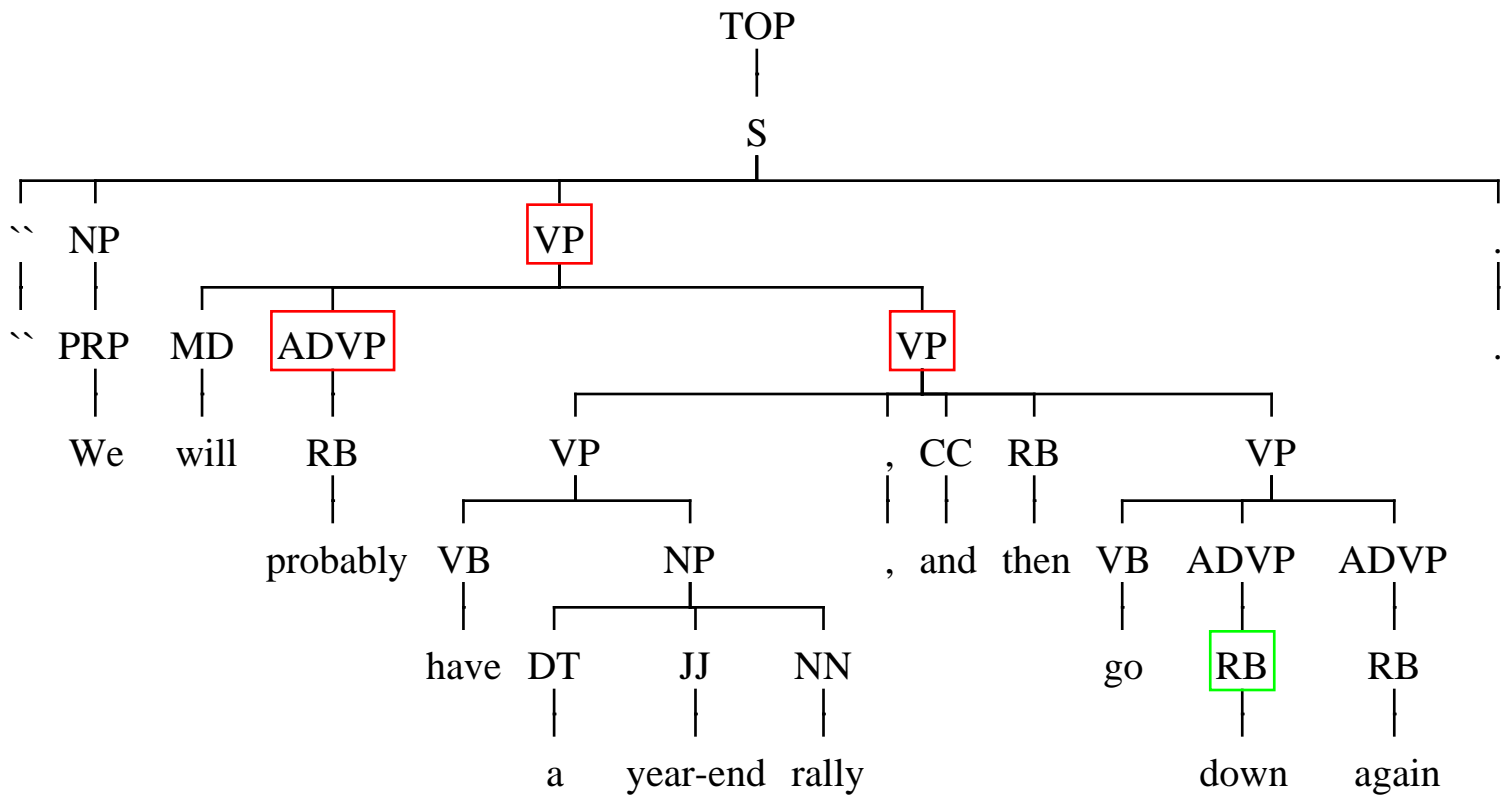 TOP
S
`` NP VP .
`` PRP MD ADVP VP .
We will RB VP , CC RB VP
probably VB NP , and then VB ADVP ADVP
have DT JJ NN go RB RB
a year-end rally down again